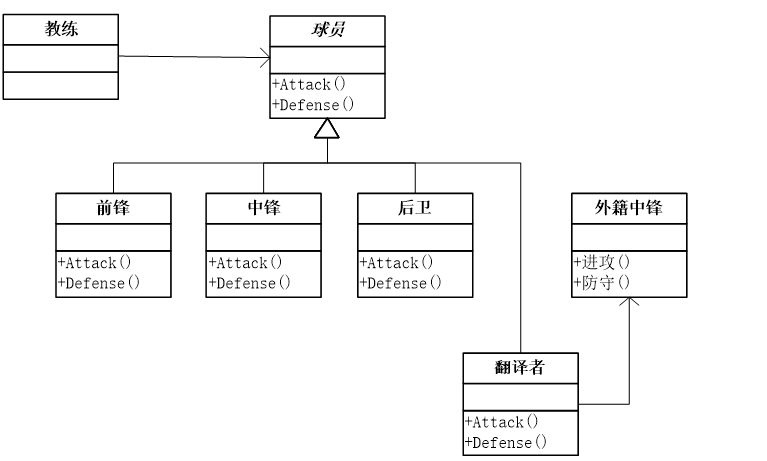 教练
球员
+Attack()
+Defense()
前锋
+Attack()
+Defense()
中锋
+Attack()
+Defense()
后卫
+Attack()
+Defense()
外籍中锋
+进攻()
+防守()
翻译者
+Attack()
+Defense()